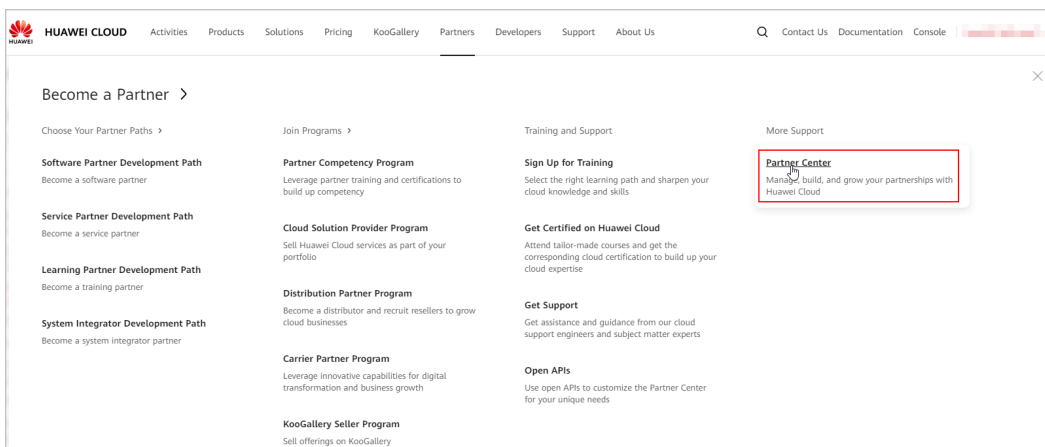 HUAWEI
HUAWEI CLOUD
Activities
Products
Solutions
Pricing
KooGallery
Partners
Developers
Support
About Us
Contact Us
Documentation
Console
Become a Partner >
Choose Your Partner Paths >
Software Partner Development Path
Become a software partner
Service Partner Development Path
Become a service partner
Learning Partner Development Path
Become a training partner
System Integrator Development Path
Become a system integrator partner
Join Programs >
Partner Competency Program
Leverage partner training and certifications to
build up competency
Cloud Solution Provider Program
Sell Huawei Cloud services as part of your
portfolio
Distribution Partner Program
Become a distributor and recruit resellers to grow
cloud businesses
Carrier Partner Program
Leverage innovative capabilities for digital
transformation and business growth
KooGallery Seller Program
Sell offerings on KooGallery
Training and Support
Sign Up for Training
Select the right learning path and sharpen your
cloud knowledge and skills
Get Certified on Huawei Cloud
Attend tailor-made courses and get the
corresponding cloud certification to build up your
cloud expertise
Get Support
Get assistance and guidance from our cloud
support engineers and subject matter experts
Open APIs
Use open APIs to customize the Partner Center
for your unique needs
More Support
Partner Center
Manage, build, and grow your partnerships with
Huawei Cloud